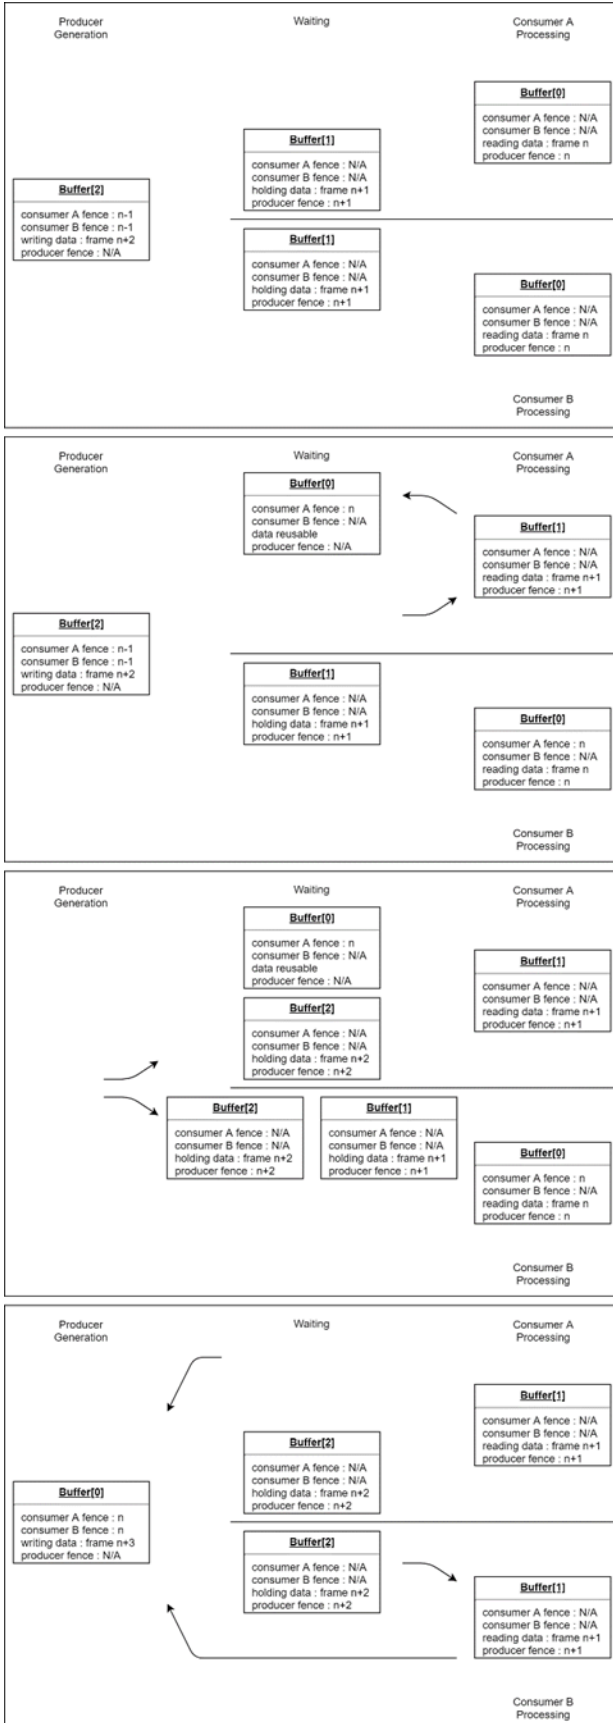 Producer
Generation
Waiting
Consumer A
Processing
Buffer[0]
consumer A fence : N/A
consumer B fence : N/A
reading data : frame n
producer fence : n
Buffer[1]
consumer A fence : N/A
consumer B fence : N/A
holding data : frame n+1
producer fence : n+1
Buffer[2]
consumer A fence : n-1
consumer B fence : n-1
writing data : frame n+2
producer fence : N/A
Buffer[1]
consumer A fence : N/A
consumer B fence : N/A
holding data : frame n+1
producer fence : n+1
Buffer[0]
consumer A fence : N/A
consumer B fence : N/A
reading data : frame n
producer fence : n
Consumer B
Processing
Producer
Generation
Waiting
Consumer A
Processing
Buffer[0]
consumer A fence : n
consumer B fence : N/A
data reusable
producer fence : N/A
Buffer[1]
consumer A fence : N/A
consumer B fence : N/A
reading data : frame n+1
producer fence : n+1
Buffer[2]
consumer A fence : n-1
consumer B fence : n-1
writing data : frame n+2
producer fence : N/A
Buffer[1]
consumer A fence : N/A
consumer B fence : N/A
holding data : frame n+1
producer fence : n+1
Buffer[0]
consumer A fence : n
consumer B fence : N/A
reading data : frame n
producer fence : n
Consumer B
Processing
Producer
Generation
Waiting
Consumer A
Processing
Buffer[0]
consumer A fence : n
consumer B fence : N/A
data reusable
producer fence : N/A
Buffer[1]
consumer A fence : N/A
consumer B fence : N/A
reading data : frame n+1
producer fence : n+1
Buffer[2]
consumer A fence : N/A
consumer B fence : N/A
holding data : frame n+2
producer fence : n+2
Buffer[2]
consumer A fence : N/A
consumer B fence : N/A
holding data : frame n+2
producer fence : n+2
Buffer[1]
consumer A fence : N/A
consumer B fence : N/A
holding data : frame n+1
producer fence : n+1
Buffer[0]
consumer A fence : n
consumer B fence : N/A
reading data : frame n
producer fence : n
Consumer B
Processing
Producer
Generation
Waiting
Consumer A
Processing
Buffer[1]
consumer A fence : N/A
consumer B fence : N/A
reading data : frame n+1
producer fence : n+1
Buffer[2]
consumer A fence : N/A
consumer B fence : N/A
holding data : frame n+2
producer fence : n+2
Buffer[0]
consumer A fence : n
consumer B fence : n
writing data : frame n+3
producer fence : N/A
Buffer[2]
consumer A fence : N/A
consumer B fence : N/A
holding data : frame n+2
producer fence : n+2
Buffer[1]
consumer A fence : N/A
consumer B fence : N/A
reading data : frame n+1
producer fence : n+1
Consumer B
Processing